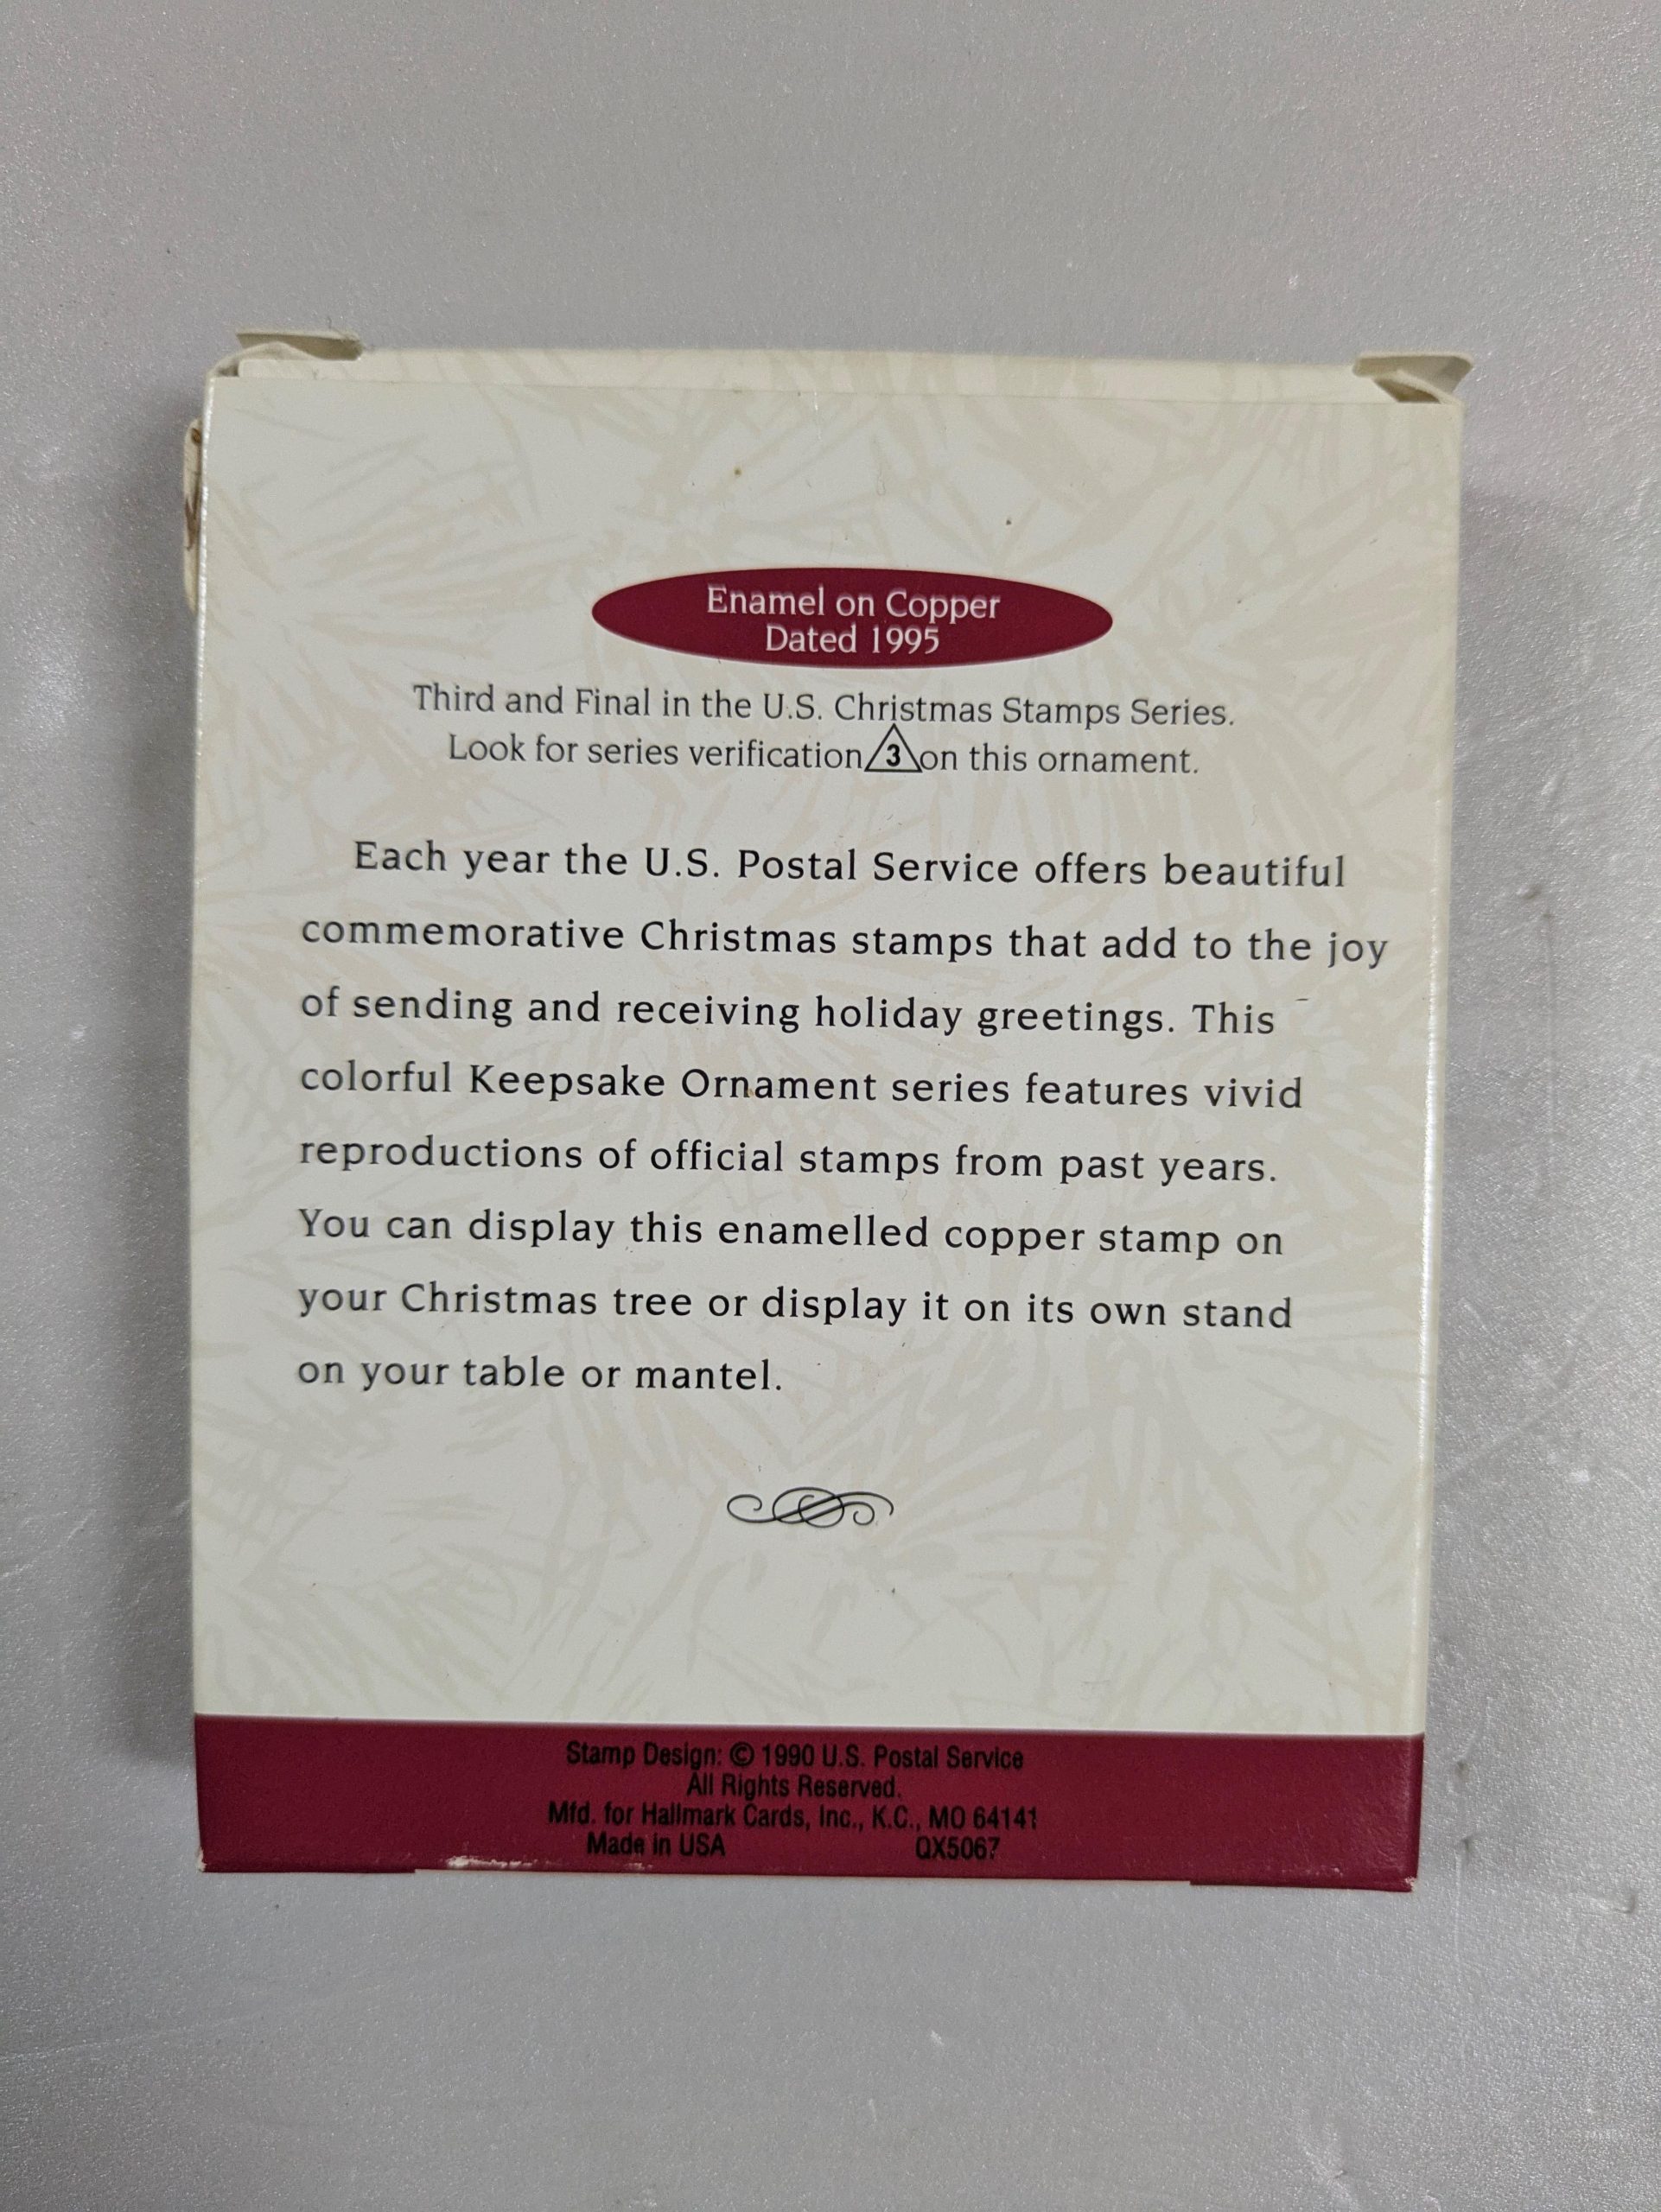 Enamel on Copper
Dated 1995
Third and Final in the U.S. Christmas Stamps Series.
Look for series verification 3 on this ornament.
Each year the U.S. Postal Service offers beautiful
commemorative Christmas stamps that add to the joy
of sending and receiving holiday greetings. This
colorful Keepsake Ornament series features vivid
reproductions of official stamps from past years.
You can display this enamelled copper stamp on
your Christmas tree or display it on its own stand
on your table or mantel.
Stamp Design: © 1990 U.S. Postal Service
All Rights Reserved.
Mfd. for Hallmark Cards, Inc., K.C., MO 64141
Made in USA QX5067